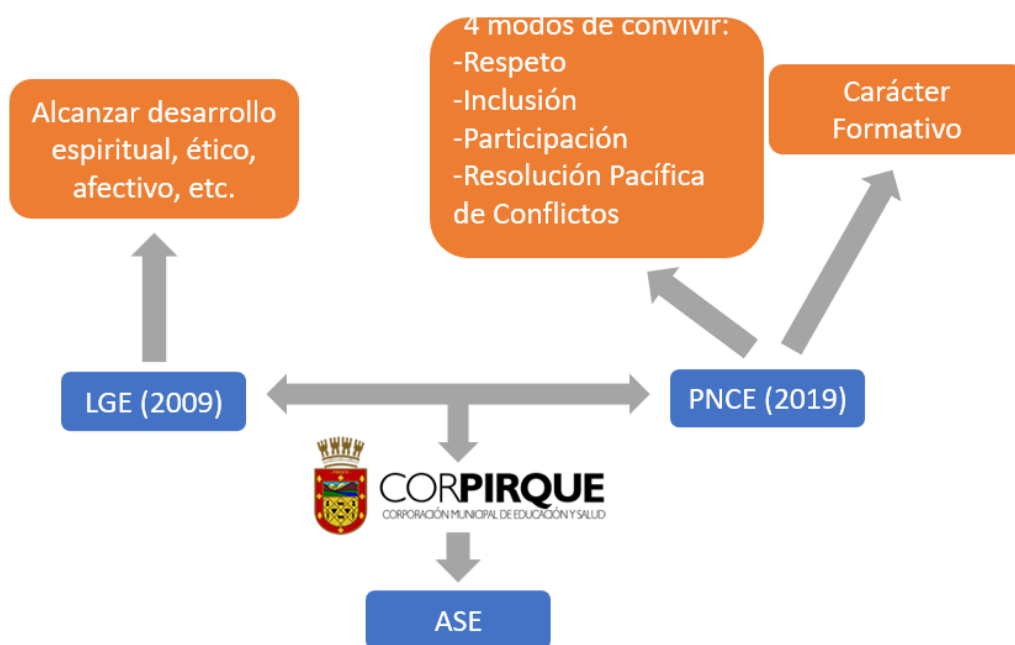 4 modos de convivir:
-Respeto
-Inclusión
-Participación
-Resolución Pacífica
de Conflictos
Carácter
Formativo
Alcanzar desarrollo
espiritual, ético,
afectivo, etc.
LGE (2009)
PNCE (2019)
CORPIRQUE
CORPORACIÓN MUNICIPAL DE EDUCACIÓN Y SALUD
ASE